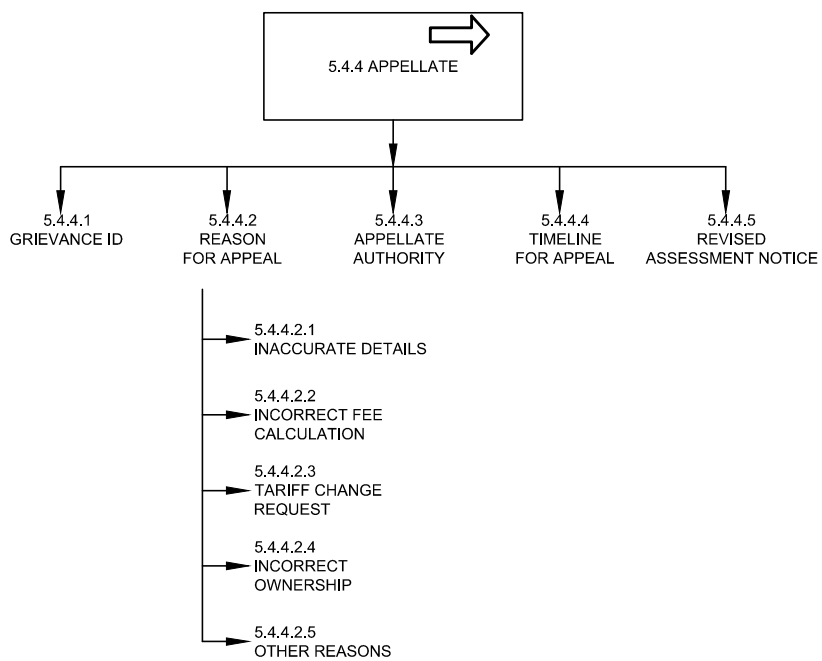 5.4.4 APPELLATE
5.4.4.1
GRIEVANCE ID
5.4.4.2
REASON
FOR APPEAL
5.4.4.3
APPELLATE
AUTHORITY
5.4.4.4
TIMELINE
FOR APPEAL
5.4.4.5
REVISED
ASSESSMENT NOTICE
5.4.4.2.1
INACCURATE DETAILS
5.4.4.2.2
INCORRECT FEE
CALCULATION
5.4.4.2.3
TARIFF CHANGE
REQUEST
5.4.4.2.4
INCORRECT
OWNERSHIP
5.4.4.2.5
OTHER REASONS